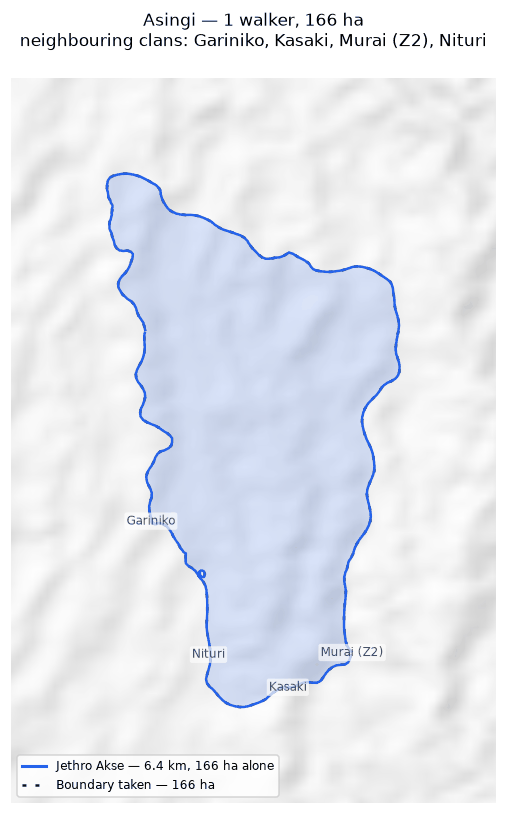 Asingi — 1 walker, 166 ha
neighbouring clans: Gariniko, Kasaki, Murai (Z2), Nituri
Gariniko
Nituri
Murai (Z2)
Kasaki
Jethro Akse — 6.4 km, 166 ha alone
Boundary taken — 166 ha